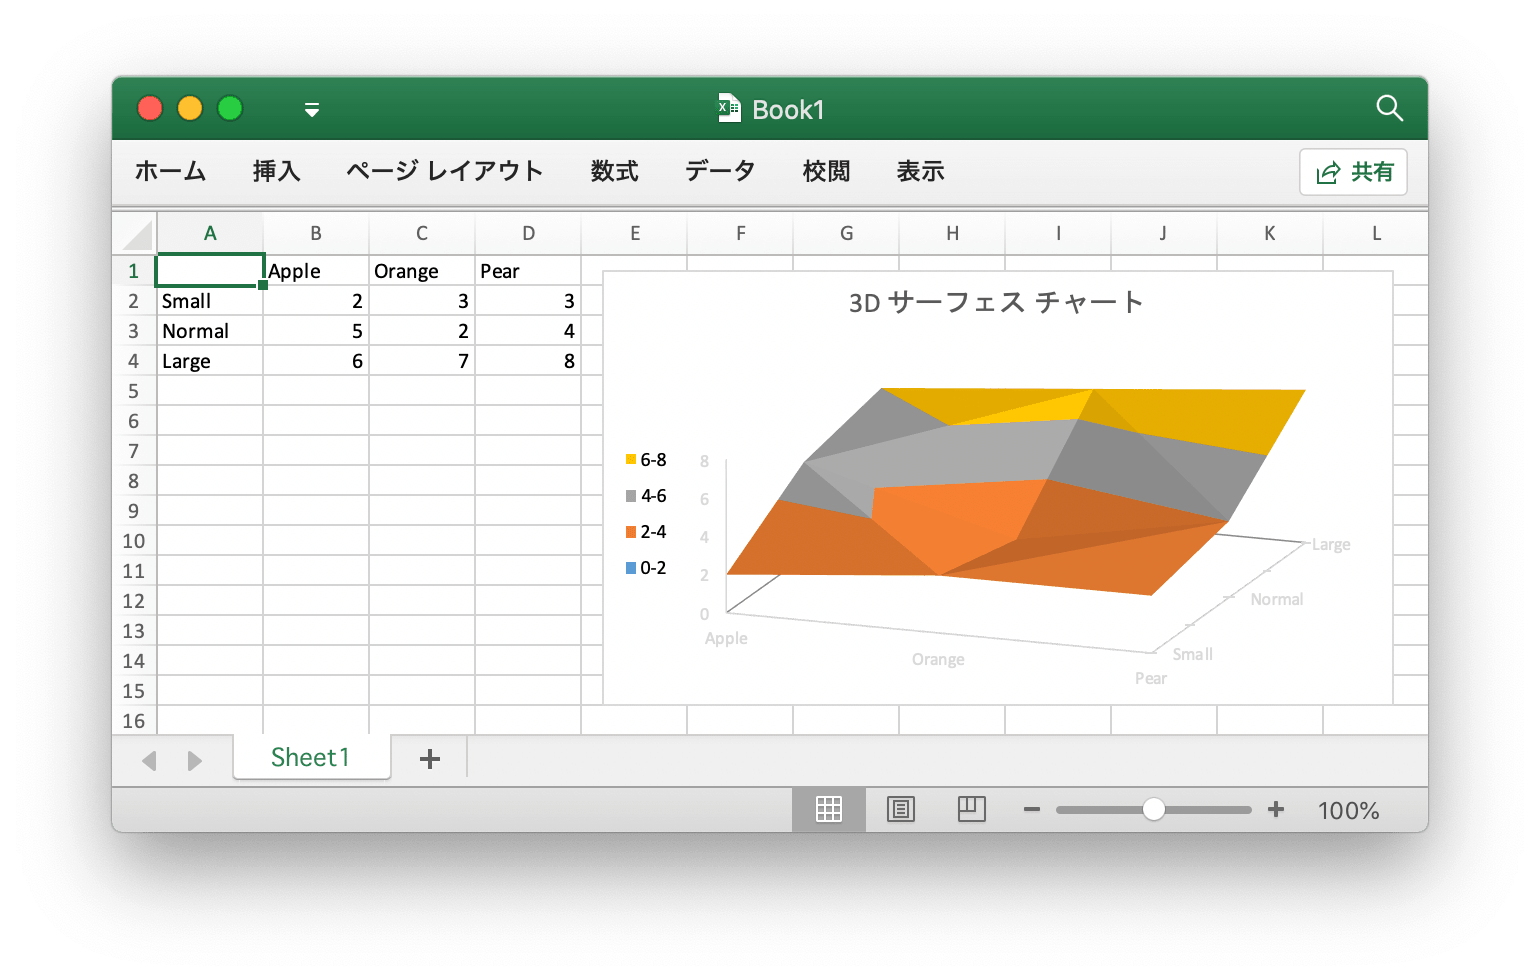 Book1
ホーム 挿入 ページ レイアウト 数式 データ 校閲 表示 共有
A B C D E F G H I J K L
1 Apple Orange Pear
2 Small 2 3 3
3 Normal 5 2 4
4 Large 6 7 8
5
6
7
8
9
10
11
12
13
14
15
16
3D サーフェス チャート
6-8
4-6
2-4
0-2
8
6
4
2
0
Apple
Orange
Pear
Small
Normal
Large
Sheet1
100%